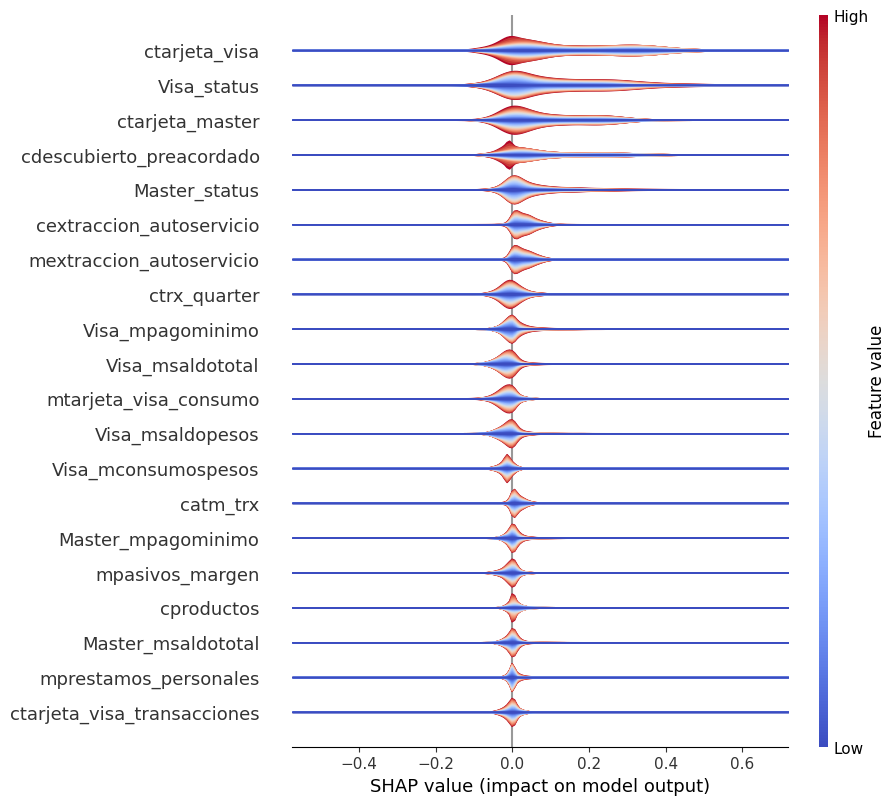 High
ctarjeta_visa
Visa_status
ctarjeta_master
cdescubierto_preacordado
Master_status
cextraccion_autoservicio
mextraccion_autoservicio
ctrx_quarter
Visa_mpagominimo
Visa_msaldototal
mtarjeta_visa_consumo
Visa_msaldopesos
Visa_mconsumospesos
catm_trx
Master_mpagominimo
mpasivos_margen
cproductos
Master_msaldototal
mprestamos_personales
ctarjeta_visa_transacciones
Feature value
Low
−0.4 −0.2 0.0 0.2 0.4 0.6
SHAP value (impact on model output)